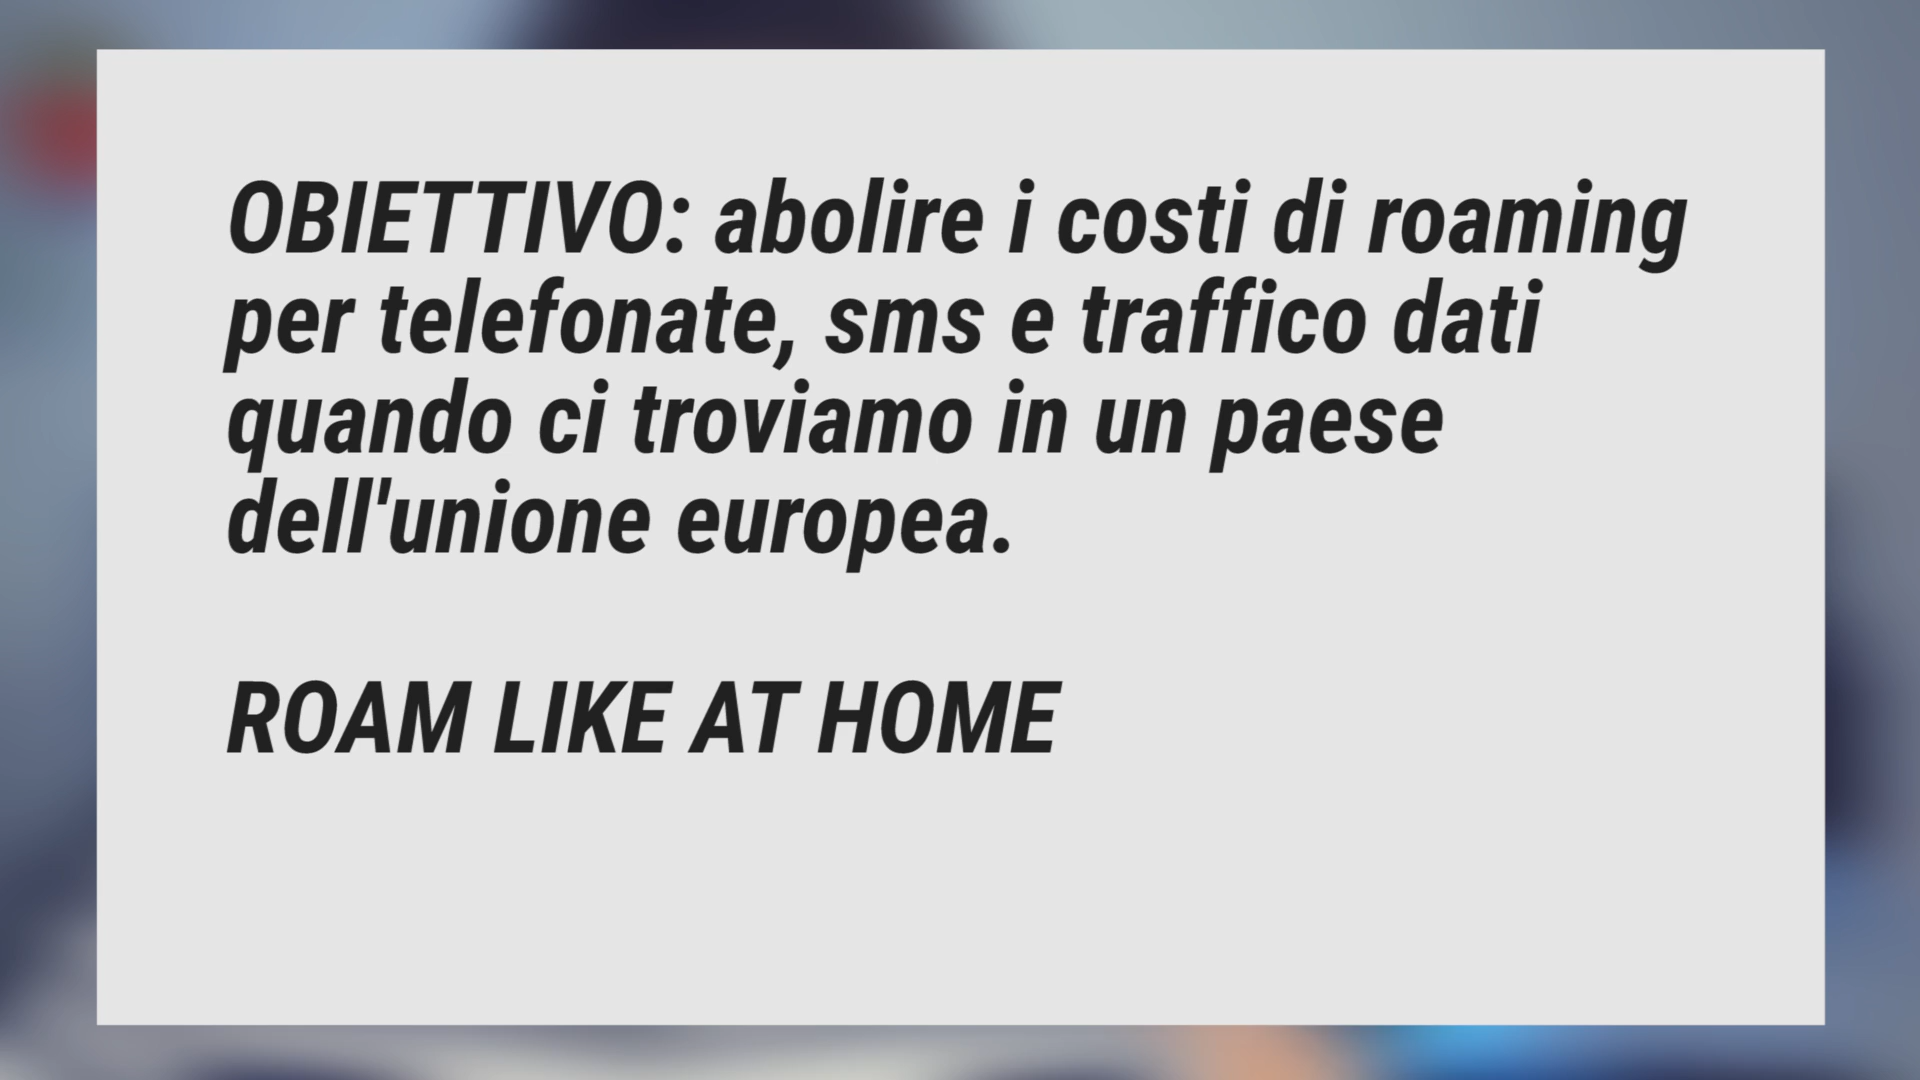 OBIETTIVO: abolire i costi di roaming
per telefonate, sms e traffico dati
quando ci troviamo in un paese
dell'unione europea.
ROAM LIKE AT HOME